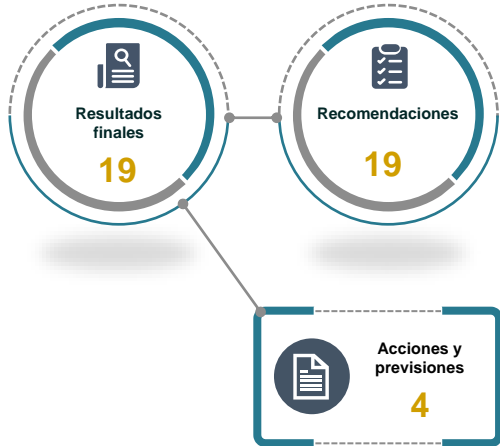 Resultados
finales
19
Recomendaciones
19
Acciones y
previsiones
4